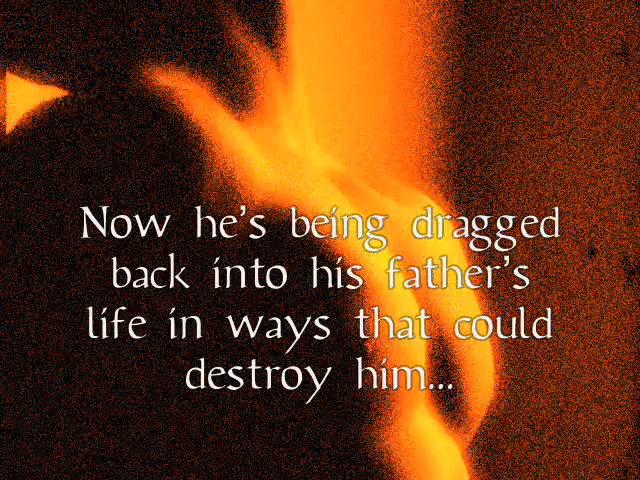 Now he's being dragged
back into his father's
life in ways that could
destroy him...